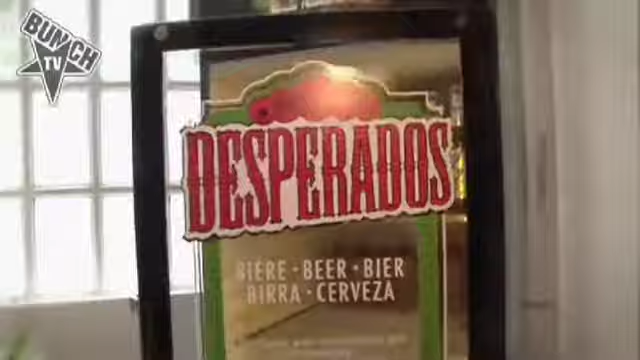 BUNCH
TV
DESPERADOS
BIÈRE · BEER · BIER
BIRRA · CERVEZA